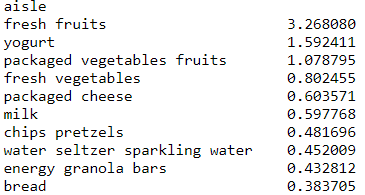 aisle
fresh fruits 3.268080
yogurt 1.592411
packaged vegetables fruits 1.078795
fresh vegetables 0.802455
packaged cheese 0.603571
milk 0.597768
chips pretzels 0.481696
water seltzer sparkling water 0.452009
energy granola bars 0.432812
bread 0.383705